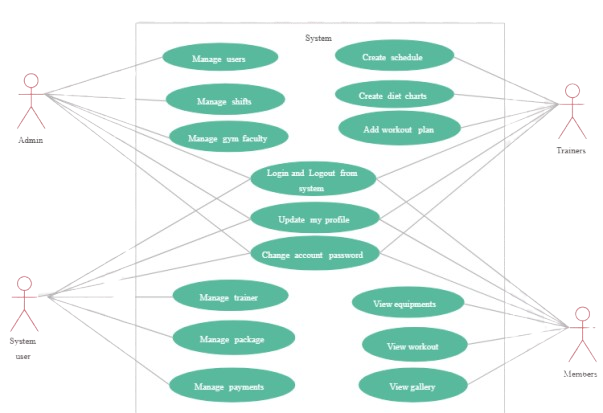 System
Manage users
Create schedule
Manage shifts
Create diet charts
Manage gym faculty
Add workout plan
Admin
Trainers
Login and Logout from
system
Update my profile
Change account password
Manage trainer
View equipments
Manage package
View workout
System
user
Members
Manage payments
View gallery